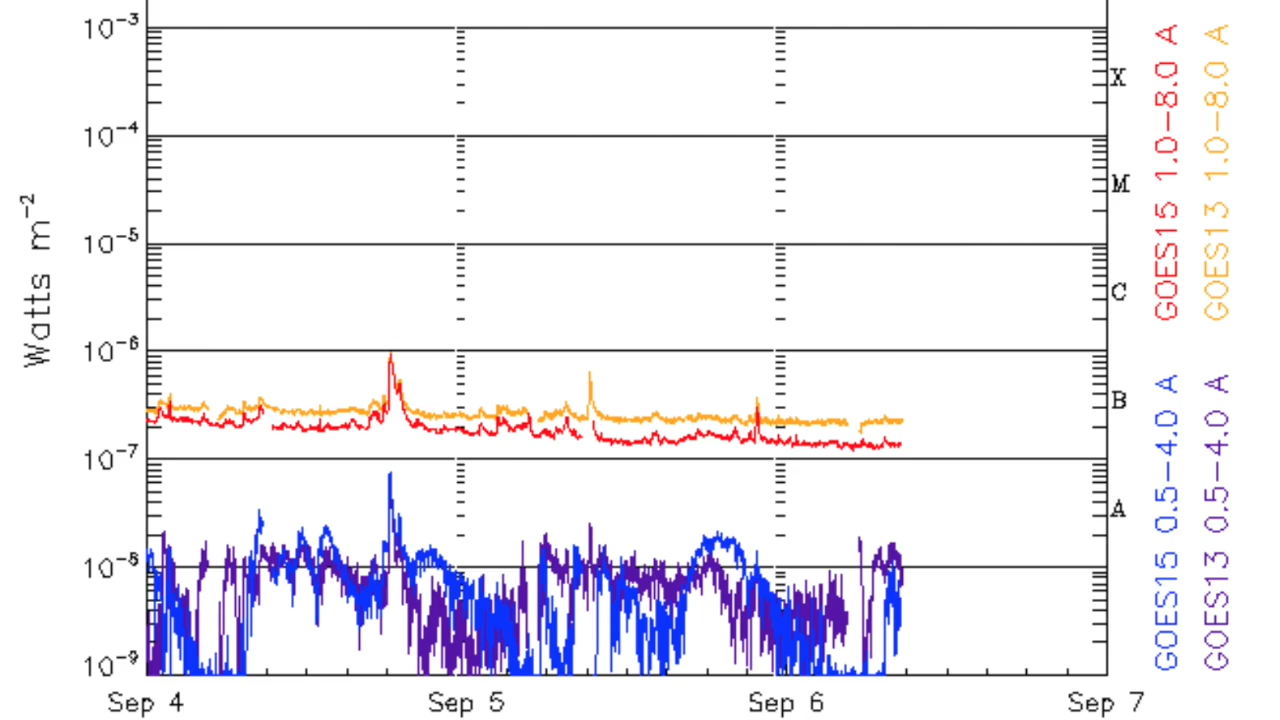 10⁻³
10⁻⁴
10⁻⁵
10⁻⁶
10⁻⁷
10⁻⁸
10⁻⁹
Watts m⁻²
X
M
C
B
A
Sep 4 Sep 5 Sep 6 Sep 7
GOES15 1.0-8.0 A
GOES13 1.0-8.0 A
GOES15 0.5-4.0 A
GOES13 0.5-4.0 A